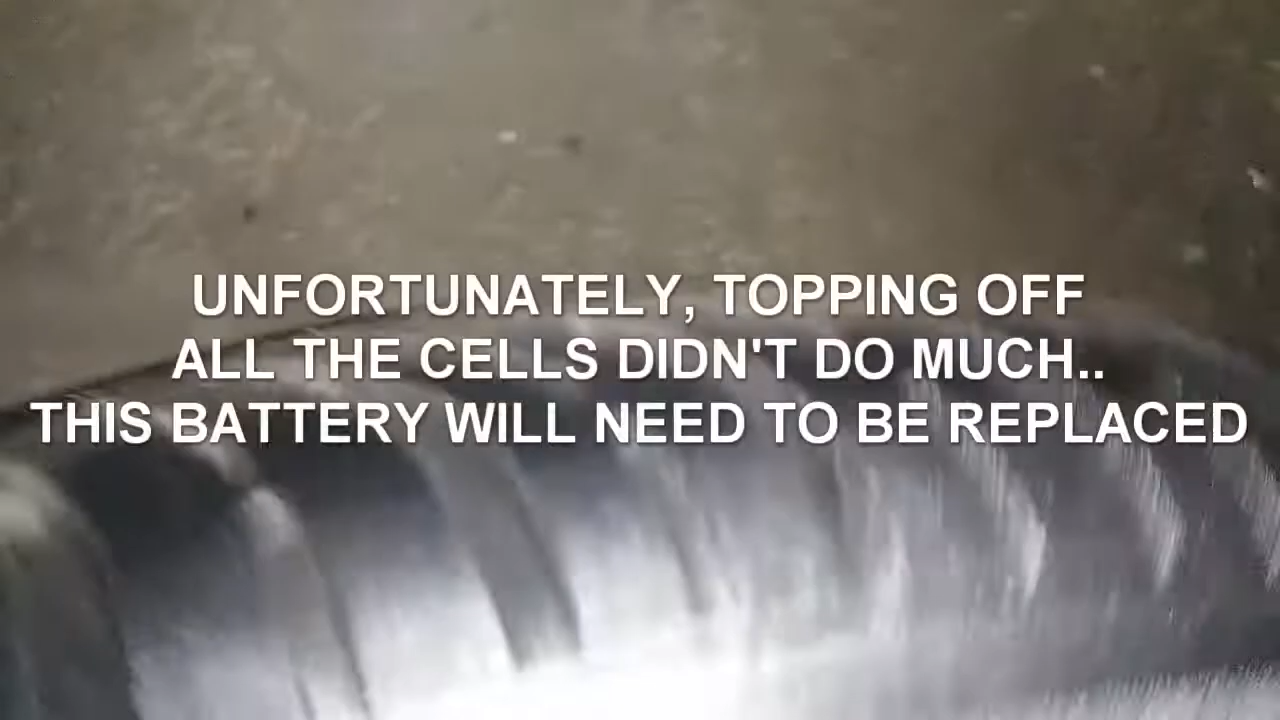 UNFORTUNATELY, TOPPING OFF
ALL THE CELLS DIDN'T DO MUCH..
THIS BATTERY WILL NEED TO BE REPLACED